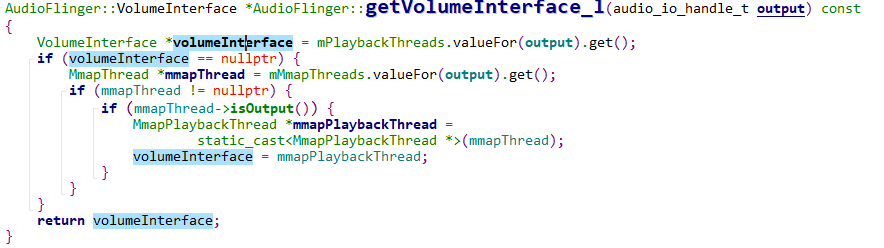 AudioFlinger::VolumeInterface *AudioFlinger::getVolumeInterface_l(audio_io_handle_t output) const
{
    VolumeInterface *volumeInterface = mPlaybackThreads.valueFor(output).get();
    if (volumeInterface == nullptr) {
        MmapThread *mmapThread = mMmapThreads.valueFor(output).get();
        if (mmapThread != nullptr) {
            if (mmapThread->isOutput()) {
                MmapPlaybackThread *mmapPlaybackThread =
                        static_cast<MmapPlaybackThread *>(mmapThread);
                volumeInterface = mmapPlaybackThread;
            }
        }
    }
    return volumeInterface;
}